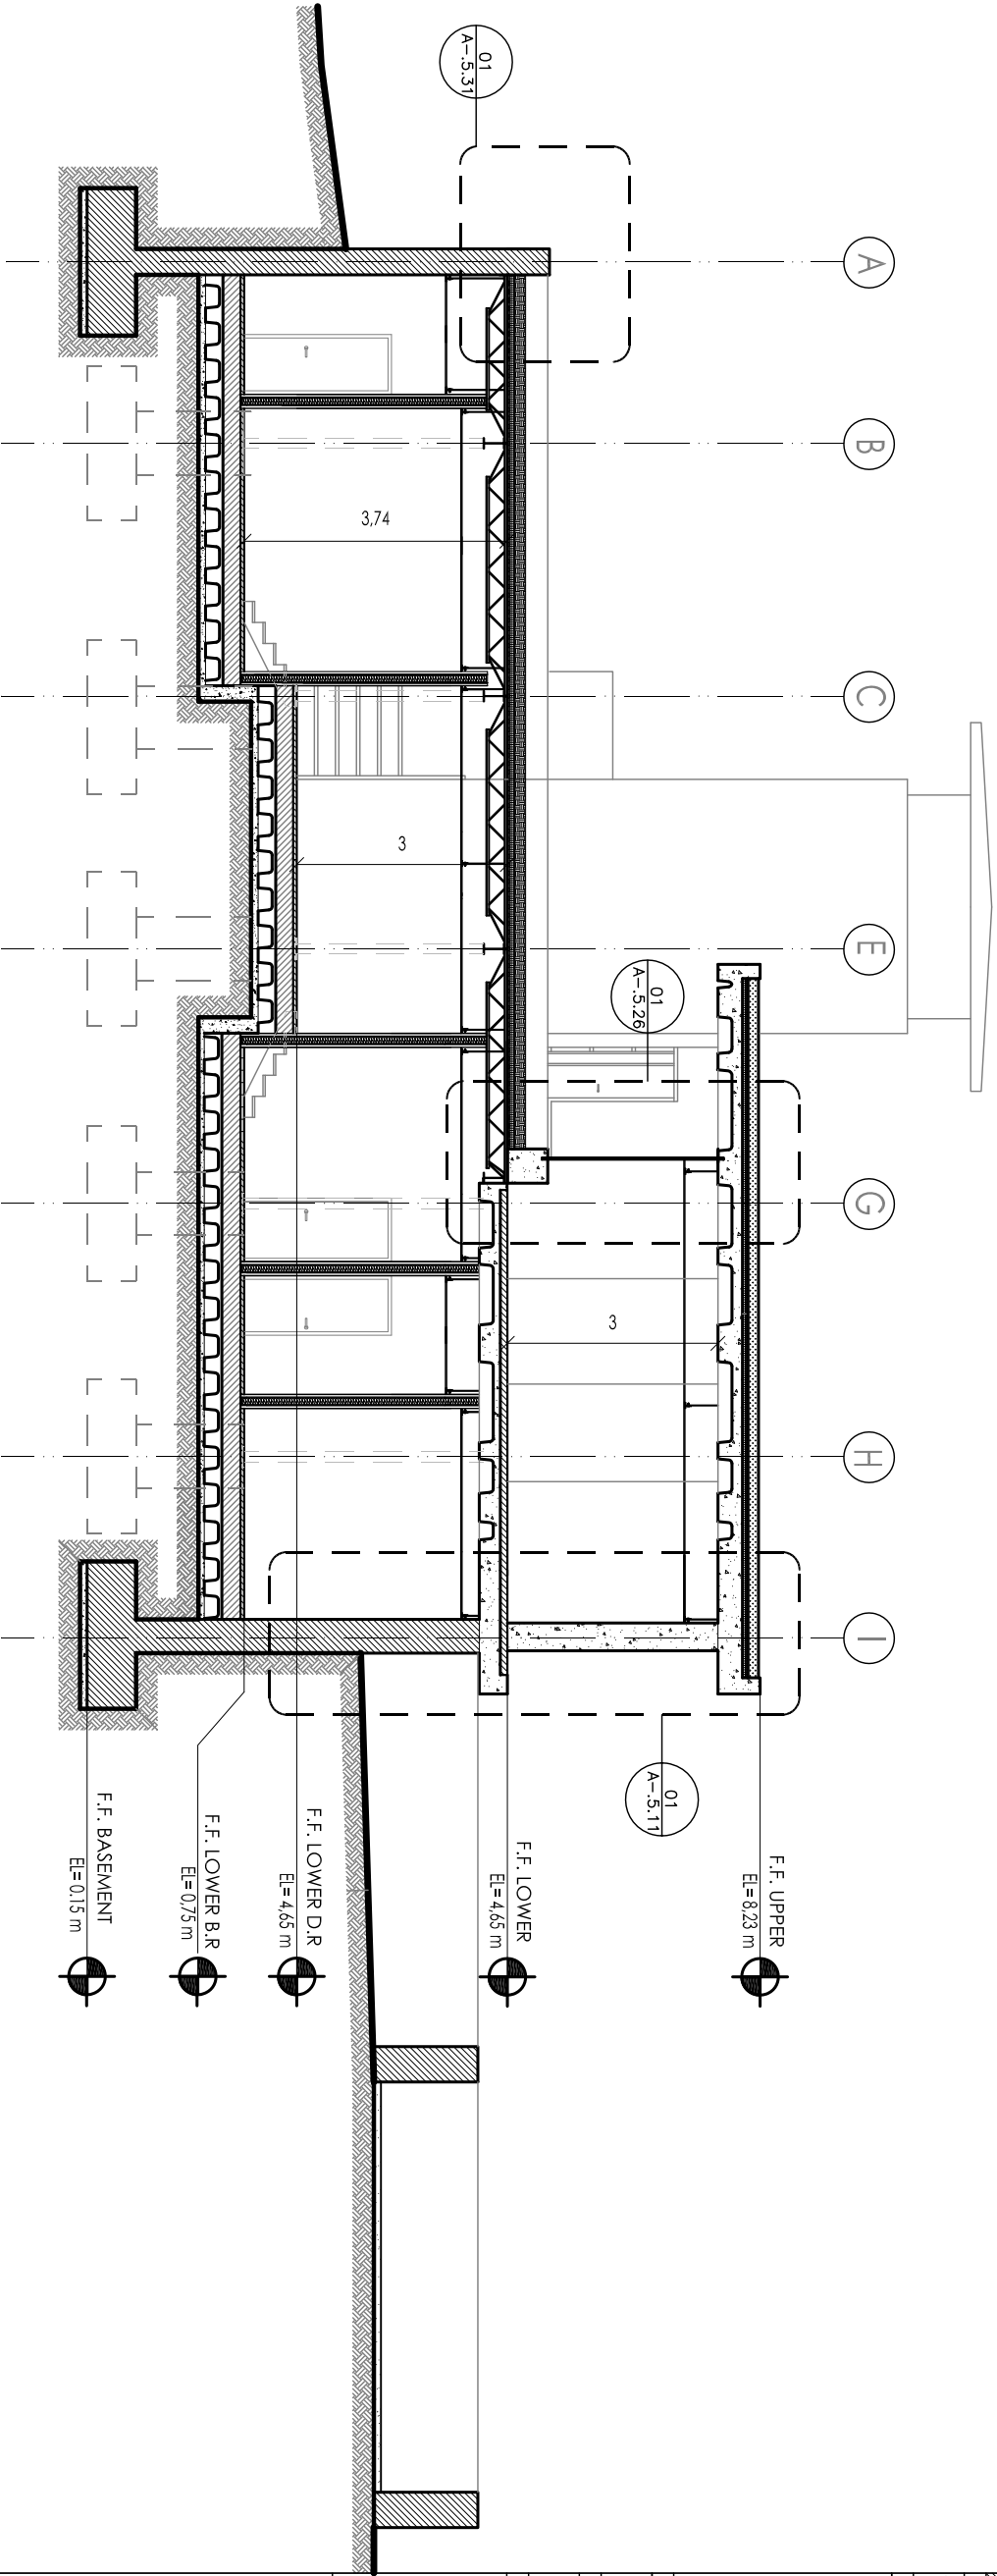 A
B
C
E
G
H
I
01
A-.5.31
01
A-.5.26
01
A-.5.11
3,74
3
3
F.F. UPPER
EL= 8,23 m
F.F. LOWER
EL= 4,65 m
F.F. LOWER D.R
EL= 4,65 m
F.F. LOWER B.R
EL= 0,75 m
F.F. BASEMENT
EL= 0.15 m